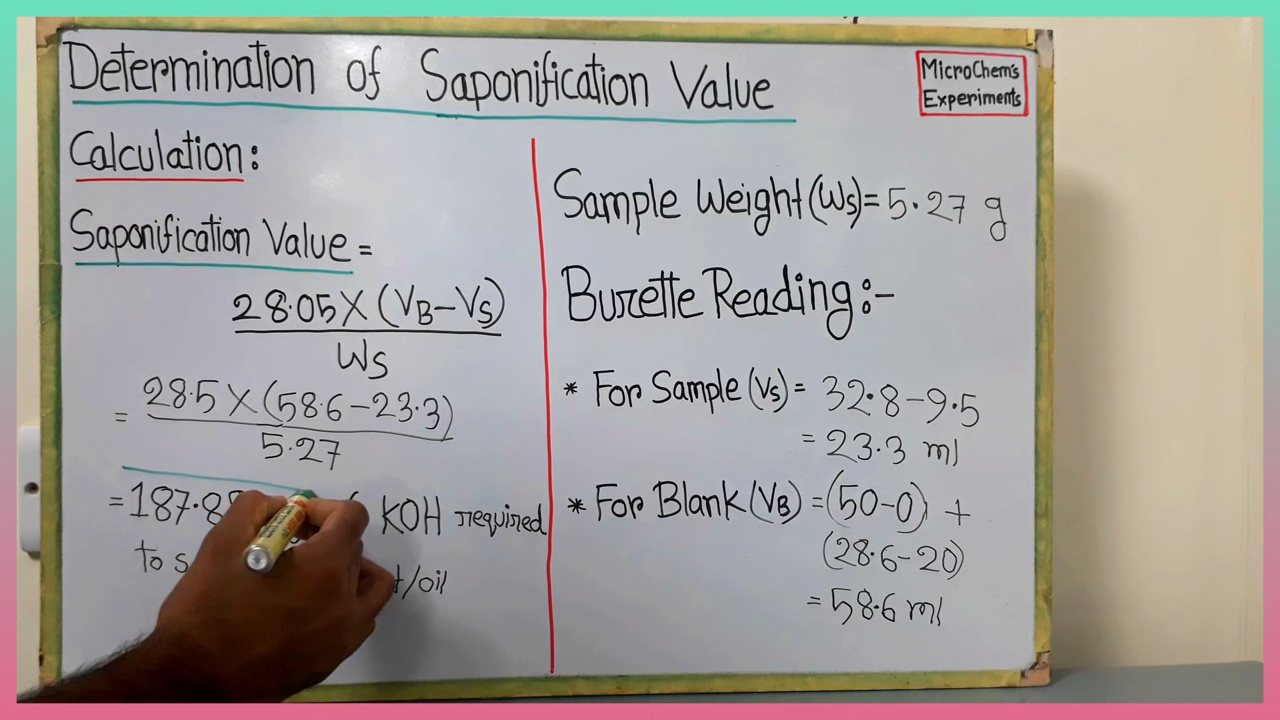 Determination of Saponification Value
MicroChem's
Experiments
Calculation:
Saponification Value =
28.05 X (VB-VS)
WS
= 28.5 X (58.6-23.3)
5.27
KOH required
to
/oil
Sample Weight (Ws) = 5.27 g
Burette Reading:-
* For Sample (Vs) = 32.8-9.5
= 23.3 ml
* For Blank (VB) = (50-0) +
(28.6-20)
= 58.6 ml